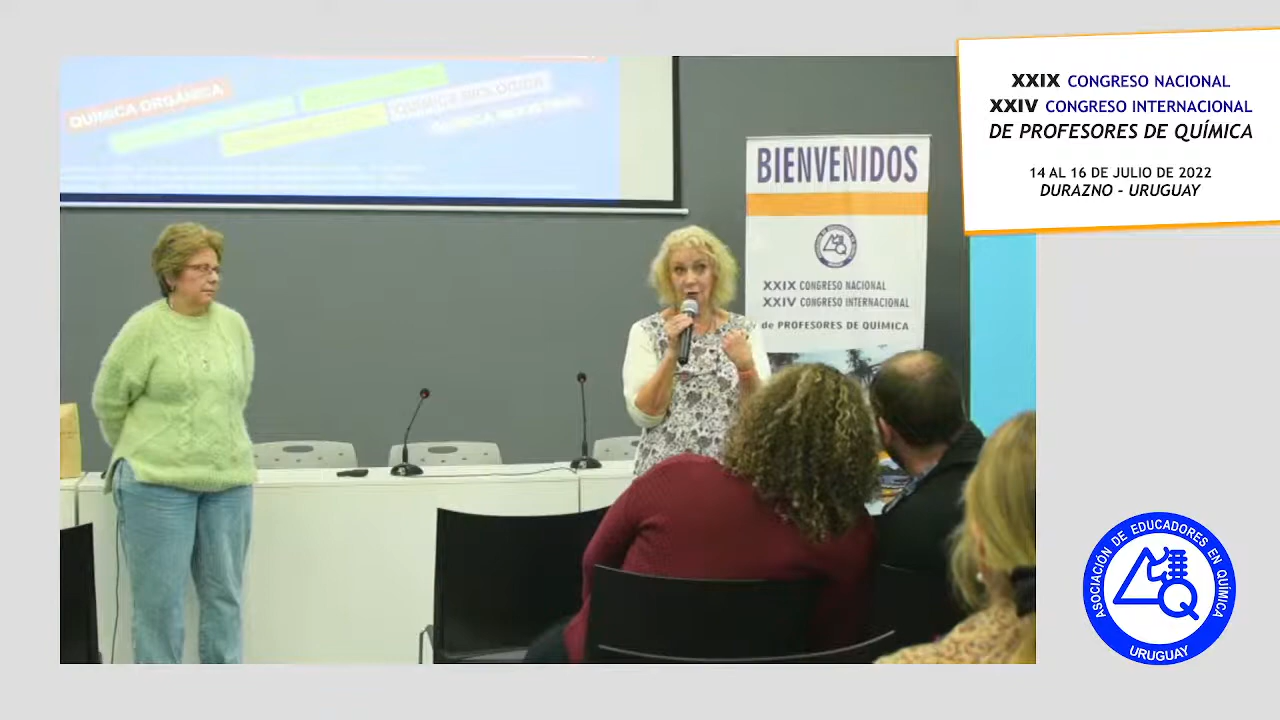 XXIX CONGRESO NACIONAL
XXIV CONGRESO INTERNACIONAL
DE PROFESORES DE QUÍMICA
14 AL 16 DE JULIO DE 2022
DURAZNO - URUGUAY
QUÍMICA ORGÁNICA
QUÍMICA BIOLÓGICA
BIENVENIDOS
XXIX CONGRESO NACIONAL
XXIV CONGRESO INTERNACIONAL
de PROFESORES DE QUÍMICA
ASOCIACIÓN DE EDUCADORES EN QUÍMICA
URUGUAY